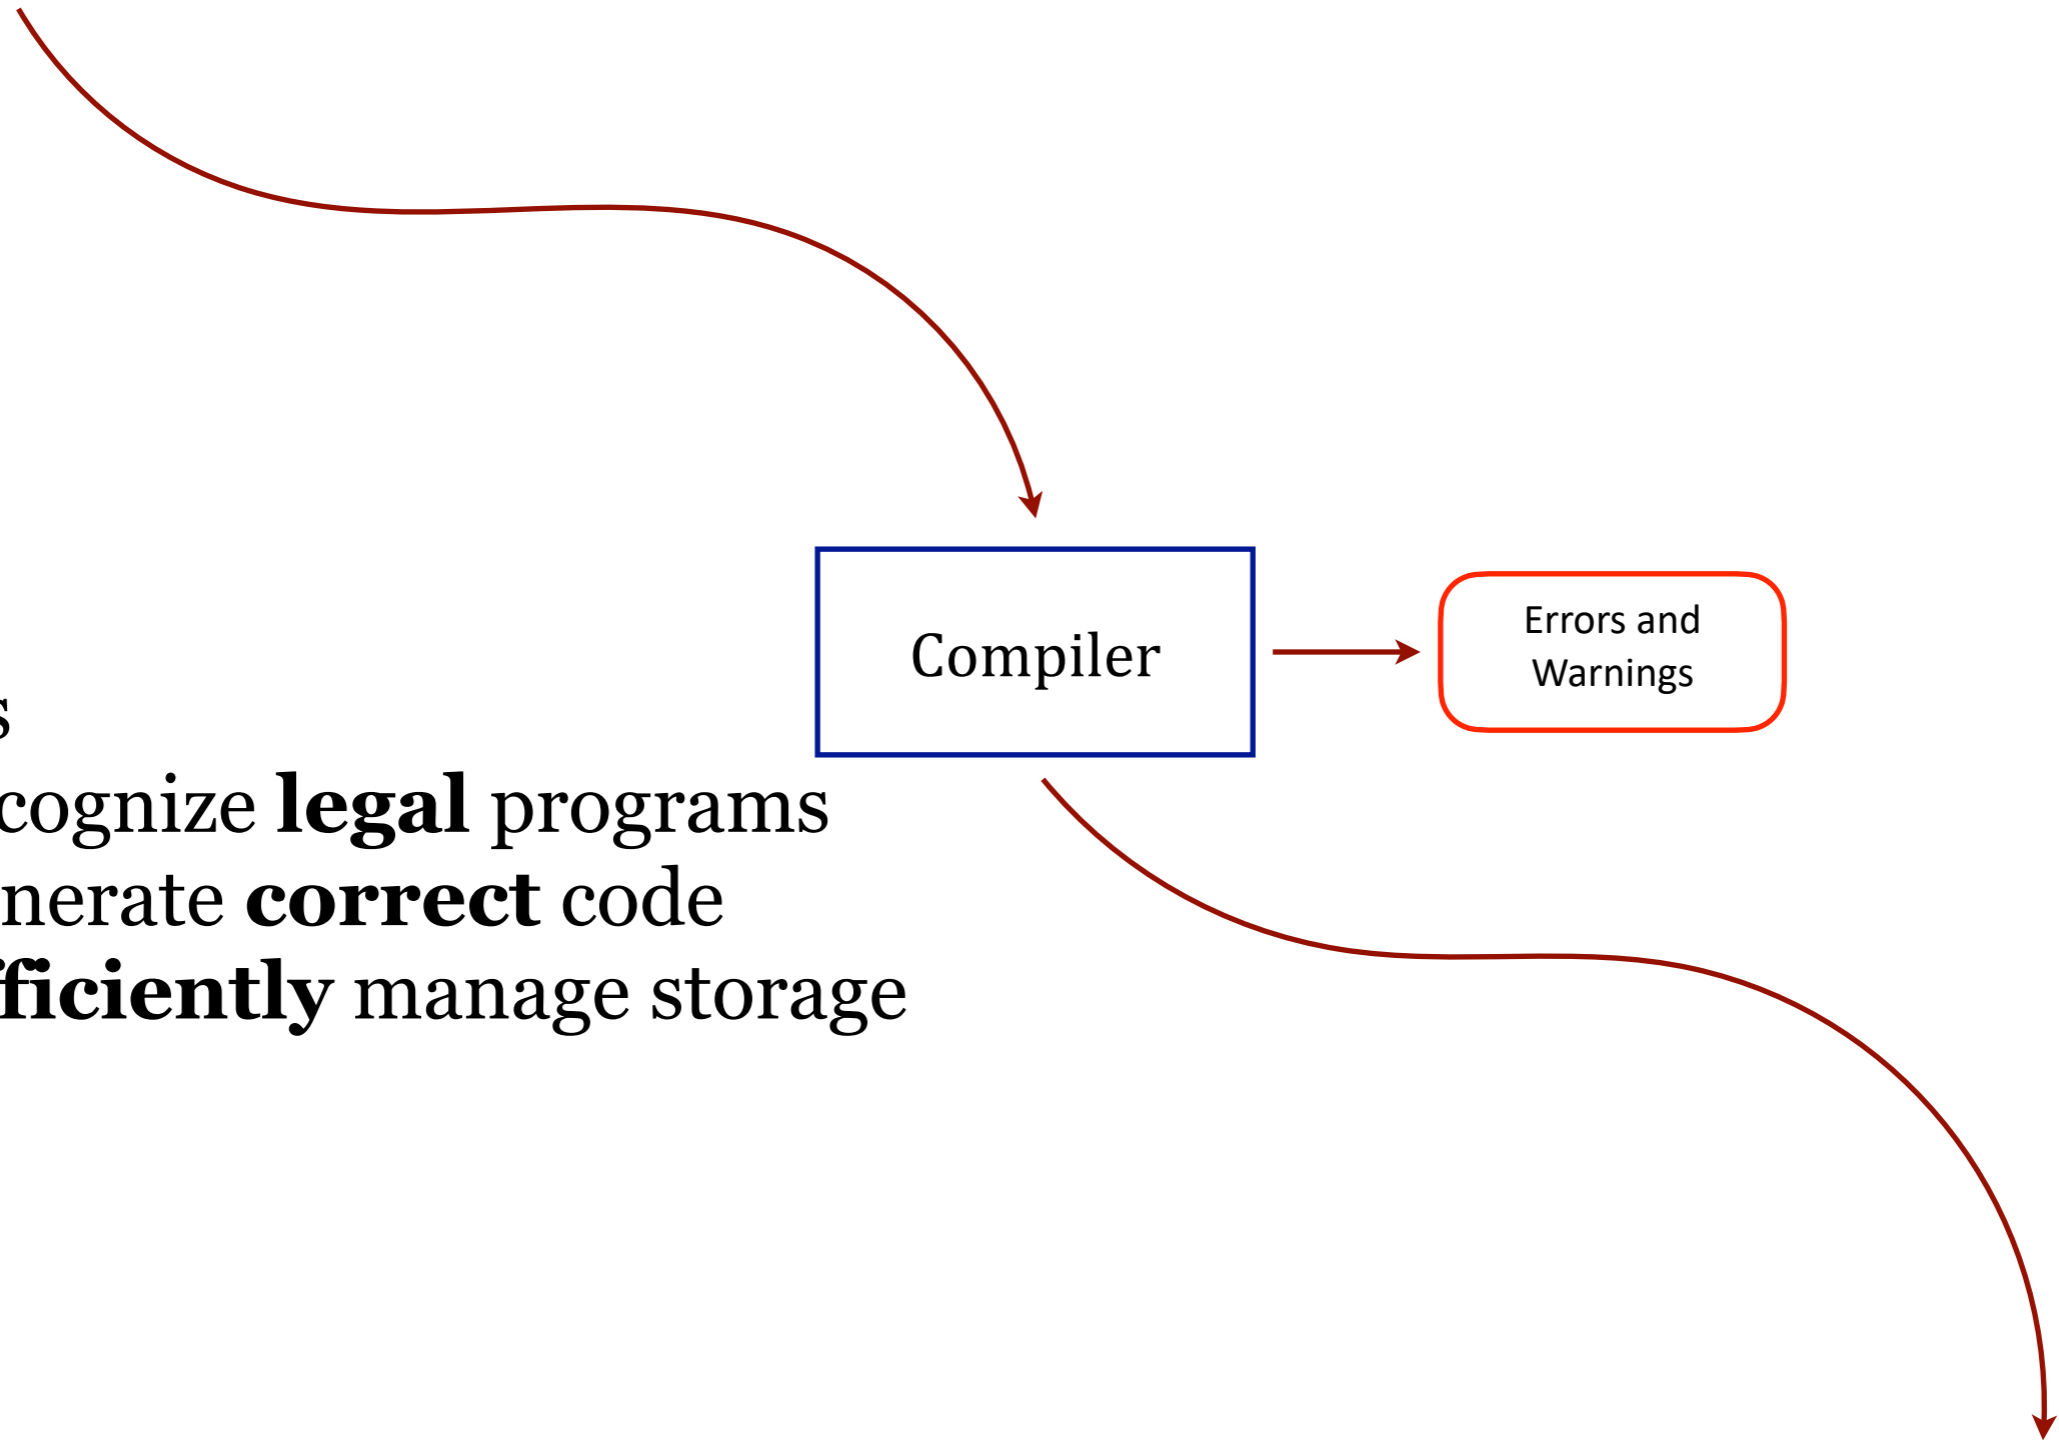 Compiler
Errors and
Warnings
s
cognize legal programs
nerate correct code
ficiently manage storage